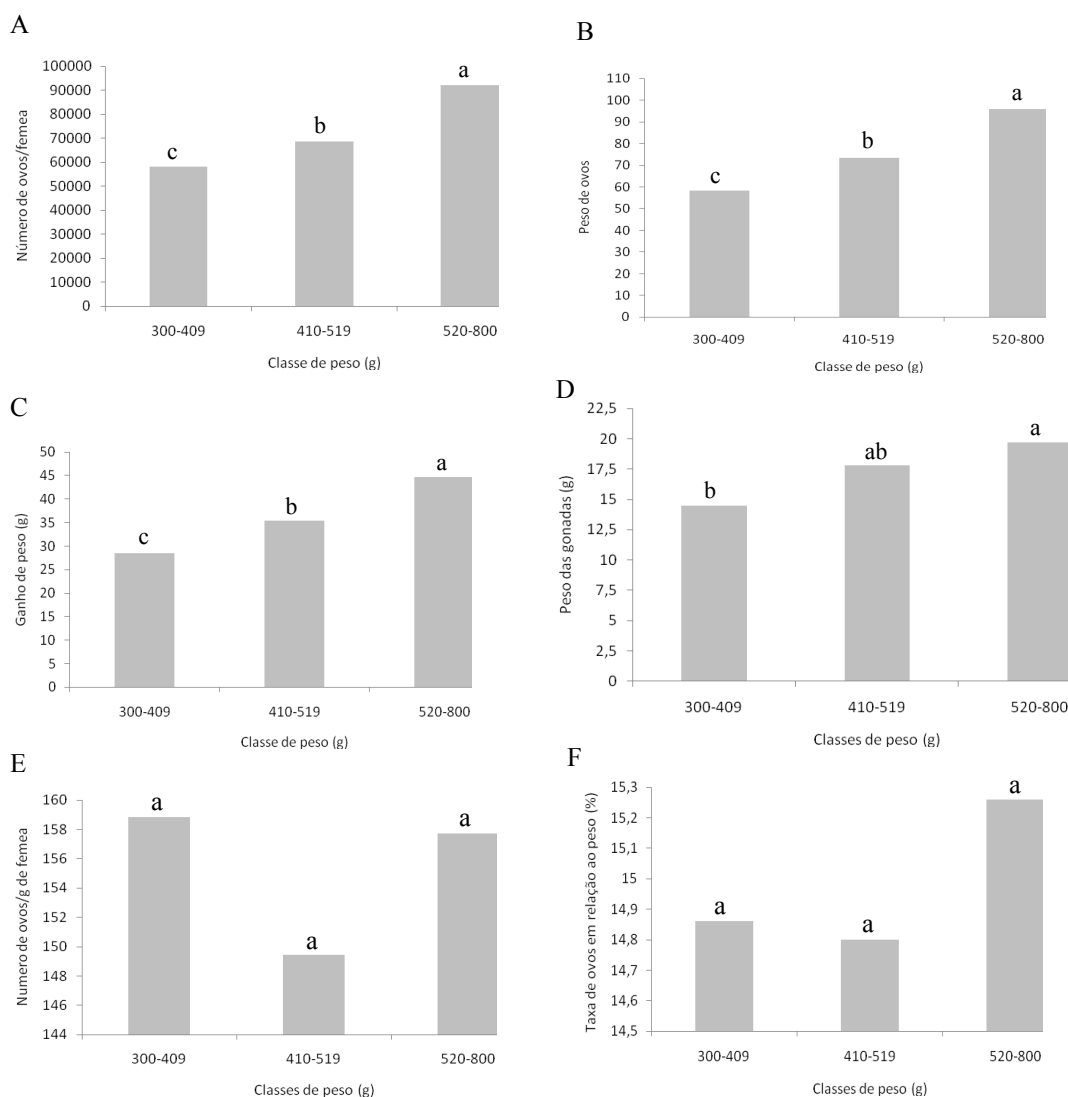 A
100000
90000
80000
70000
60000
50000
40000
30000
20000
10000
0
Número de ovos/femea
c
b
a
300-409
410-519
520-800
Classe de peso (g)
B
110
100
90
80
70
60
50
40
30
20
10
0
Peso de ovos
c
b
a
300-409
410-519
520-800
Classe de peso (g)
C
50
45
40
35
30
25
20
15
10
5
0
Ganho de peso (g)
c
b
a
300-409
410-519
520-800
Classe de peso (g)
D
22,5
20
17,5
15
12,5
10
7,5
5
2,5
0
Peso das gonadas (g)
b
ab
a
300-409
410-519
520-800
Classes de peso (g)
E
160
158
156
154
152
150
148
146
144
Numero de ovos/g de femea
a
a
a
300-409
410-519
520-800
Classes de peso (g)
F
15,3
15,2
15,1
15
14,9
14,8
14,7
14,6
14,5
Taxa de ovos em relação ao peso (%)
a
a
a
300-409
410-519
520-800
Classes de peso (g)